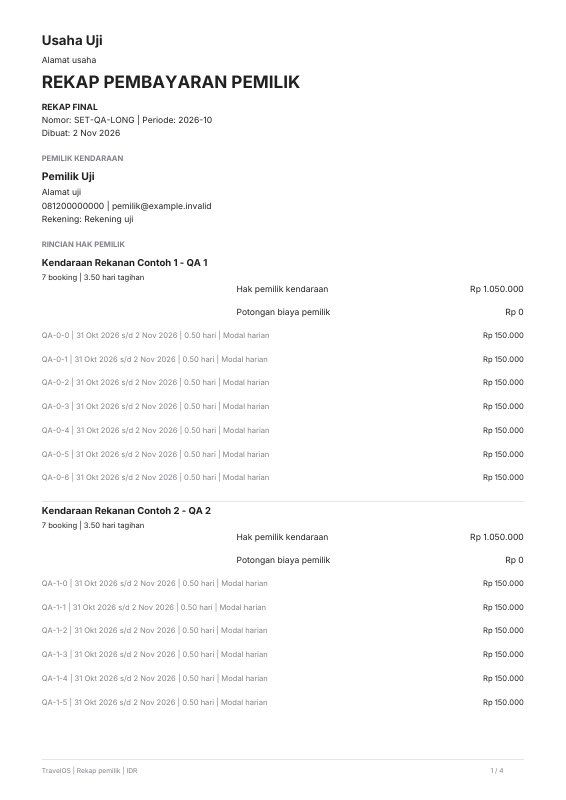 Usaha Uji
Alamat usaha
REKAP PEMBAYARAN PEMILIK
REKAP FINAL
Nomor: SET-QA-LONG | Periode: 2026-10
Dibuat: 2 Nov 2026
PEMILIK KENDARAAN
Pemilik Uji
Alamat uji
081200000000 | pemilik@example.invalid
Rekening: Rekening uji
RINCIAN HAK PEMILIK
Kendaraan Rekanan Contoh 1 - QA 1
7 booking | 3.50 hari tagihan
Hak pemilik kendaraan Rp 1.050.000
Potongan biaya pemilik Rp 0
QA-0-0 | 31 Okt 2026 s/d 2 Nov 2026 | 0.50 hari | Modal harian Rp 150.000
QA-0-1 | 31 Okt 2026 s/d 2 Nov 2026 | 0.50 hari | Modal harian Rp 150.000
QA-0-2 | 31 Okt 2026 s/d 2 Nov 2026 | 0.50 hari | Modal harian Rp 150.000
QA-0-3 | 31 Okt 2026 s/d 2 Nov 2026 | 0.50 hari | Modal harian Rp 150.000
QA-0-4 | 31 Okt 2026 s/d 2 Nov 2026 | 0.50 hari | Modal harian Rp 150.000
QA-0-5 | 31 Okt 2026 s/d 2 Nov 2026 | 0.50 hari | Modal harian Rp 150.000
QA-0-6 | 31 Okt 2026 s/d 2 Nov 2026 | 0.50 hari | Modal harian Rp 150.000
Kendaraan Rekanan Contoh 2 - QA 2
7 booking | 3.50 hari tagihan
Hak pemilik kendaraan Rp 1.050.000
Potongan biaya pemilik Rp 0
QA-1-0 | 31 Okt 2026 s/d 2 Nov 2026 | 0.50 hari | Modal harian Rp 150.000
QA-1-1 | 31 Okt 2026 s/d 2 Nov 2026 | 0.50 hari | Modal harian Rp 150.000
QA-1-2 | 31 Okt 2026 s/d 2 Nov 2026 | 0.50 hari | Modal harian Rp 150.000
QA-1-3 | 31 Okt 2026 s/d 2 Nov 2026 | 0.50 hari | Modal harian Rp 150.000
QA-1-4 | 31 Okt 2026 s/d 2 Nov 2026 | 0.50 hari | Modal harian Rp 150.000
QA-1-5 | 31 Okt 2026 s/d 2 Nov 2026 | 0.50 hari | Modal harian Rp 150.000
TravelOS | Rekap pemilik | IDR 1 / 4